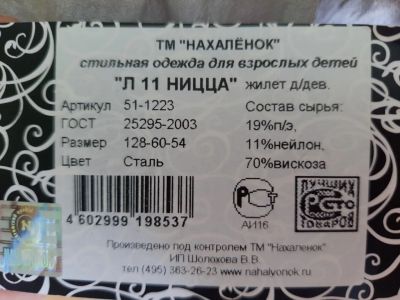 ТМ "НАХАЛЁНОК"
стильная одежда для взрослых детей
"Л 11 НИЦЦА" жилет д/дев.
Артикул 51-1223
ГОСТ 25295-2003
Размер 128-60-54
Цвет Сталь
Состав сырья:
19%п/э,
11%нейлон,
70%вискоза
4 602999 198537
АИ16
ЛУЧШИХ
ТОВАРОВ
Произведено под контролем ТМ "Нахаленок"
ИП Шолохова В.В.
тел (495) 363-26-23 www.nahalyonok.ru